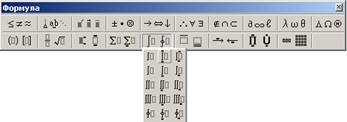 Формула
≤ ≠ ≈ ± • ⊗ → ⇔ ↓ ∴ ∀ ∃ ∉ ∩ ⊂ ∂ ∞ ℓ λ ω θ Λ Ω Θ